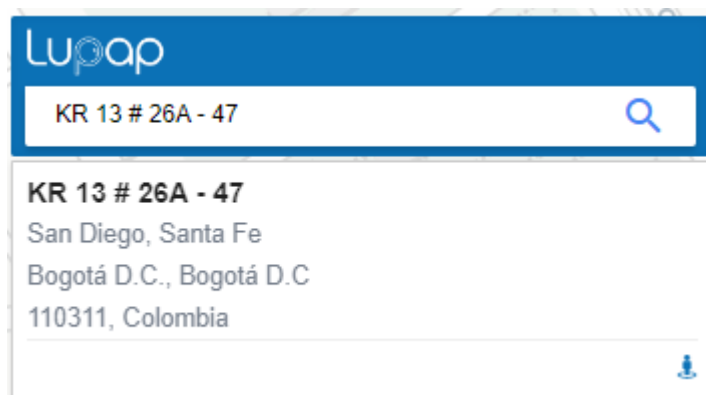 Lupap
KR 13 # 26A - 47
KR 13 # 26A - 47
San Diego, Santa Fe
Bogotá D.C., Bogotá D.C
110311, Colombia